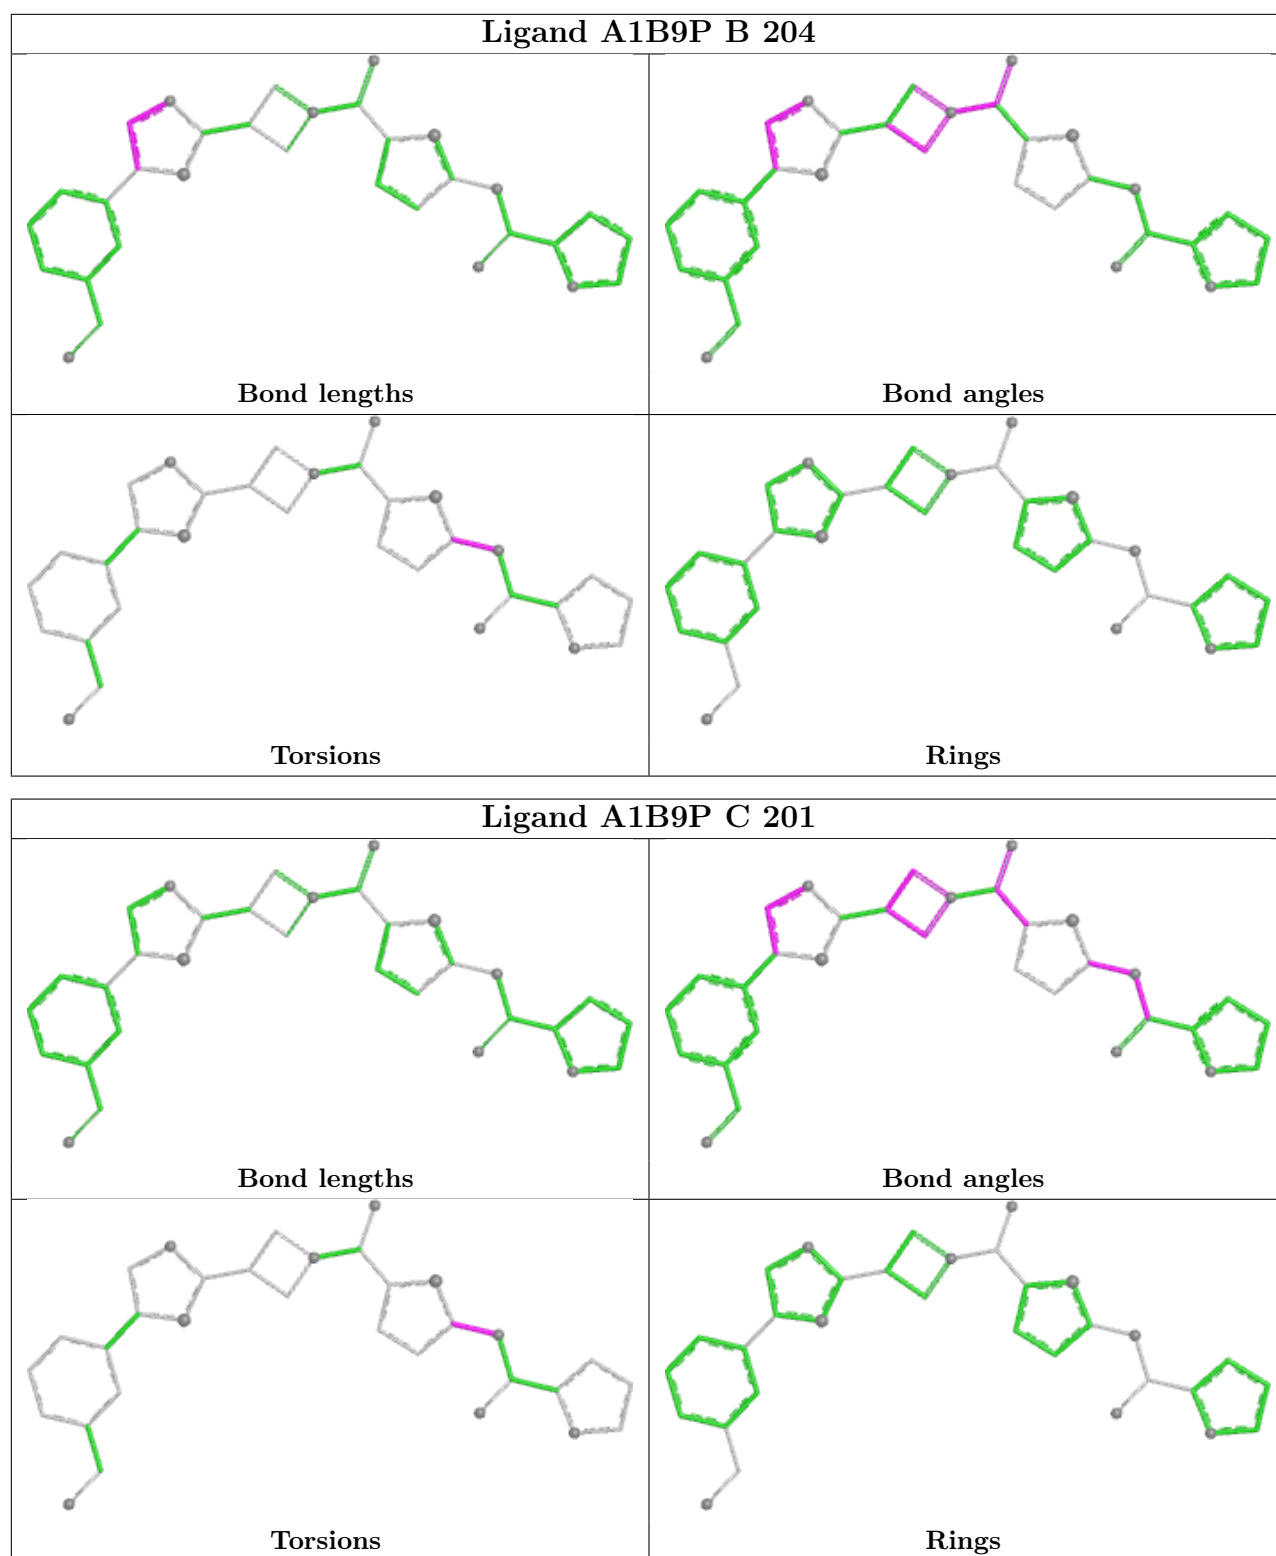 Ligand A1B9P B 204
Bond lengths
Bond angles
Torsions
Rings
Ligand A1B9P C 201
Bond lengths
Bond angles
Torsions
Rings